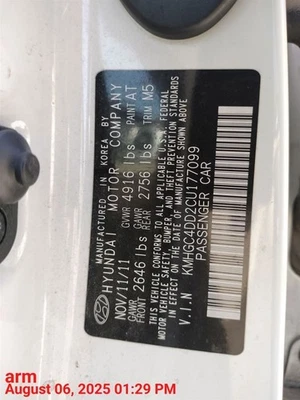 MANUFACTURED IN KOREA BY
HYUNDAI MOTOR COMPANY
NOV/11/11 GVWR 4916 lbs PAINT AT
GAWR FRONT 2646 lbs GAWR REAR 2756 lbs TRIM M5
THIS VEHICLE CONFORMS TO ALL APPLICABLE U.S. FEDERAL
MOTOR VEHICLE SAFETY, BUMPER, AND THEFT PREVENTION STANDARDS
IN EFFECT ON THE DATE OF MANUFACTURE SHOWN ABOVE.
V.I.N KMHGC4DD2CU177099
PASSENGER CAR
arm
August 06, 2025 01:29 PM